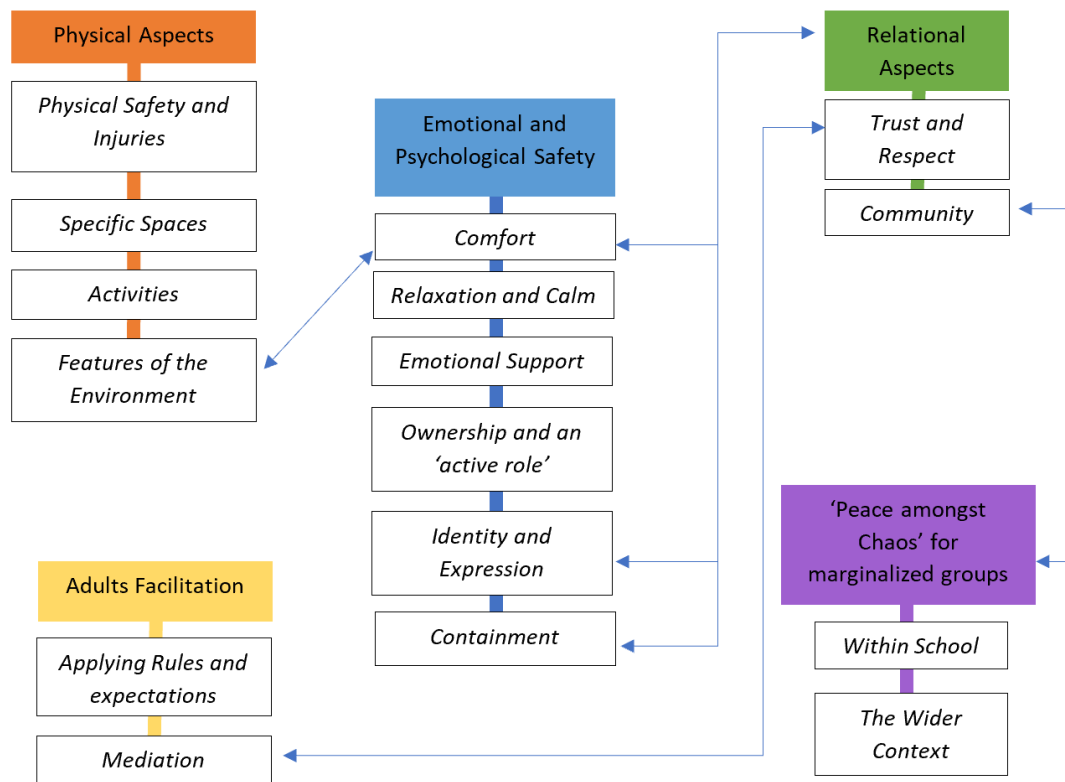 Physical Aspects
Physical Safety and
Injuries
Specific Spaces
Activities
Features of the
Environment
Emotional and
Psychological Safety
Comfort
Relaxation and Calm
Emotional Support
Ownership and an
‘active role’
Identity and
Expression
Containment
Relational
Aspects
Trust and
Respect
Community
Adults Facilitation
Applying Rules and
expectations
Mediation
‘Peace amongst
Chaos’ for
marginalized groups
Within School
The Wider
Context